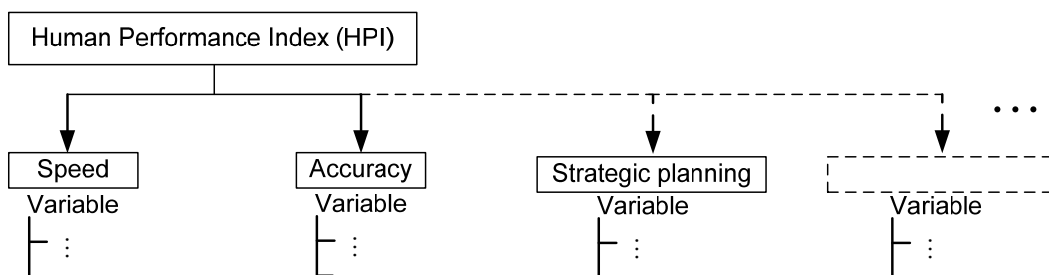 Human Performance Index (HPI)
...
Speed
Accuracy
Strategic planning
Variable
Variable
Variable
Variable